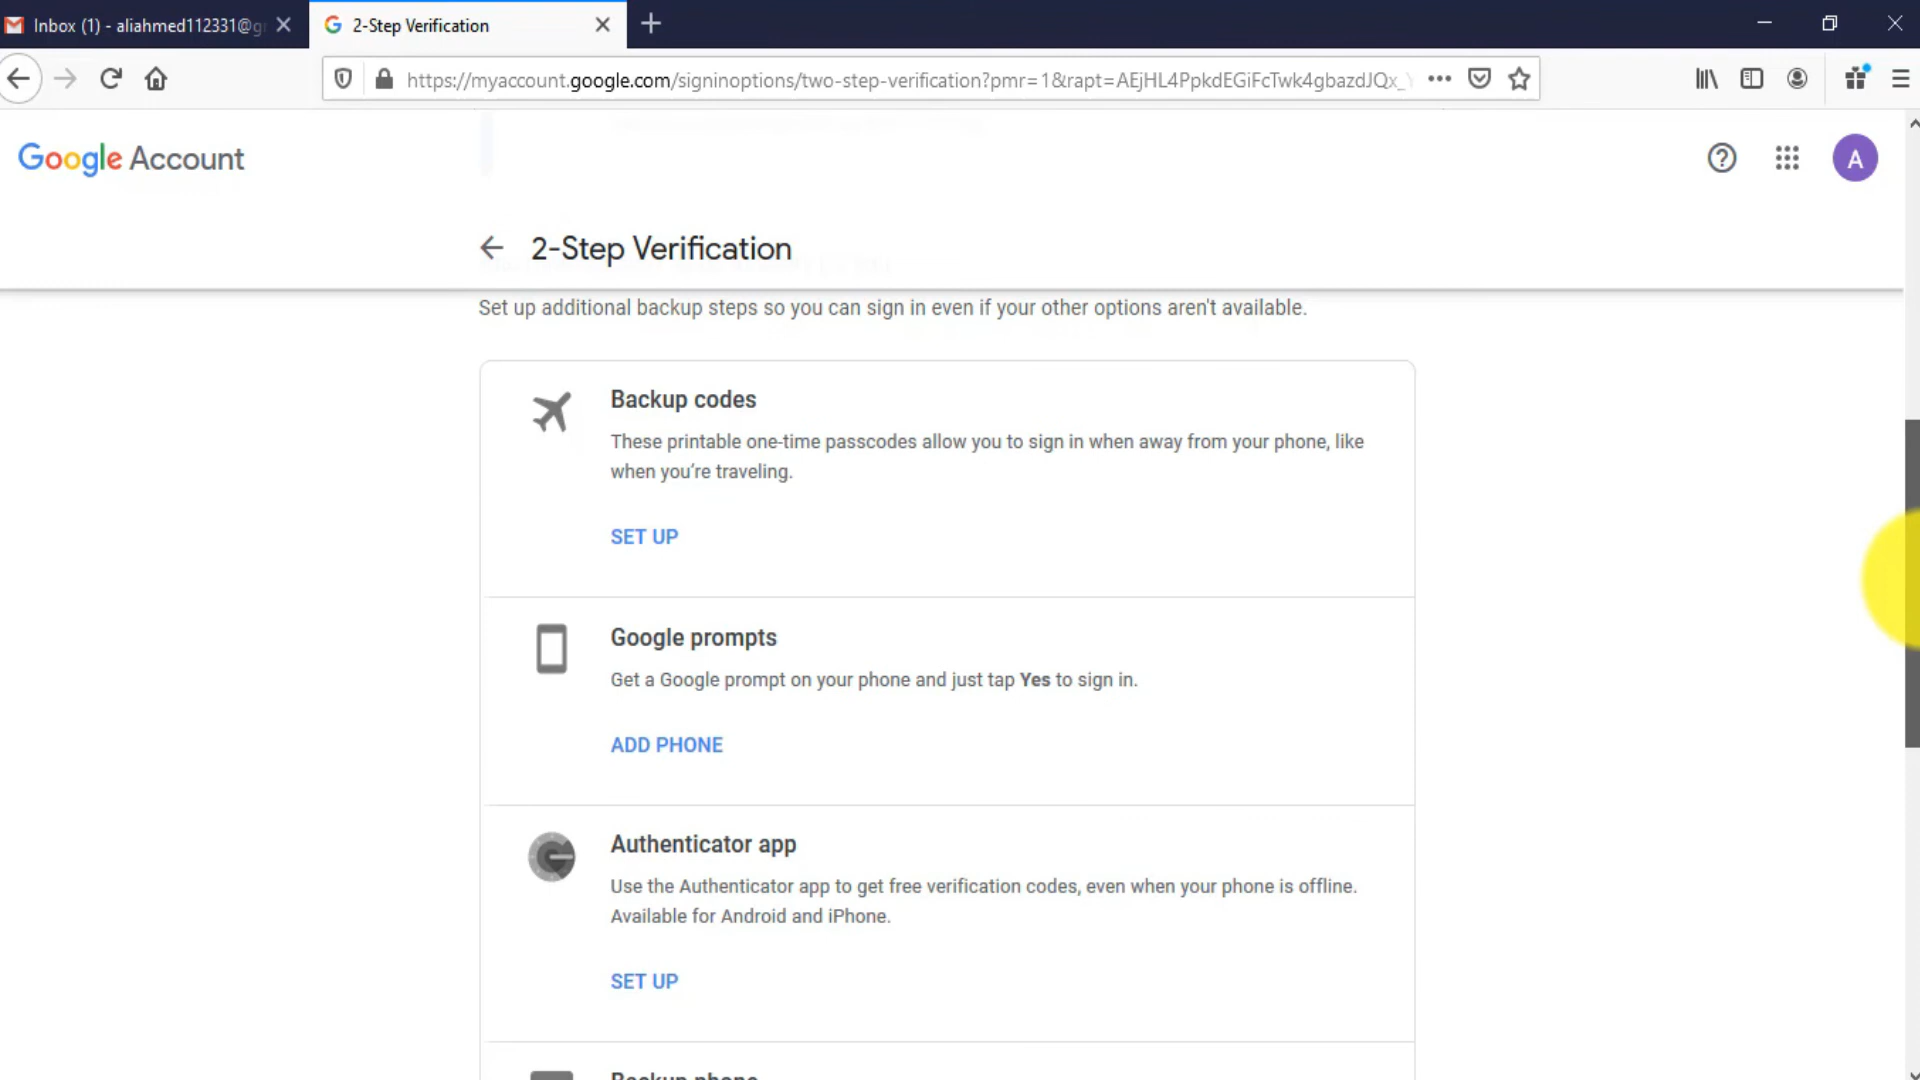 Inbox (1) - aliahmed112331@g
2-Step Verification
https://myaccount.google.com/signinoptions/two-step-verification?pmr=1&rapt=AEjHL4PpkdEGiFcTwk4gbazdJQx_
Google Account
A
2-Step Verification
Set up additional backup steps so you can sign in even if your other options aren't available.
Backup codes
These printable one-time passcodes allow you to sign in when away from your phone, like
when you’re traveling.
SET UP
Google prompts
Get a Google prompt on your phone and just tap Yes to sign in.
ADD PHONE
Authenticator app
Use the Authenticator app to get free verification codes, even when your phone is offline.
Available for Android and iPhone.
SET UP
Backup phone